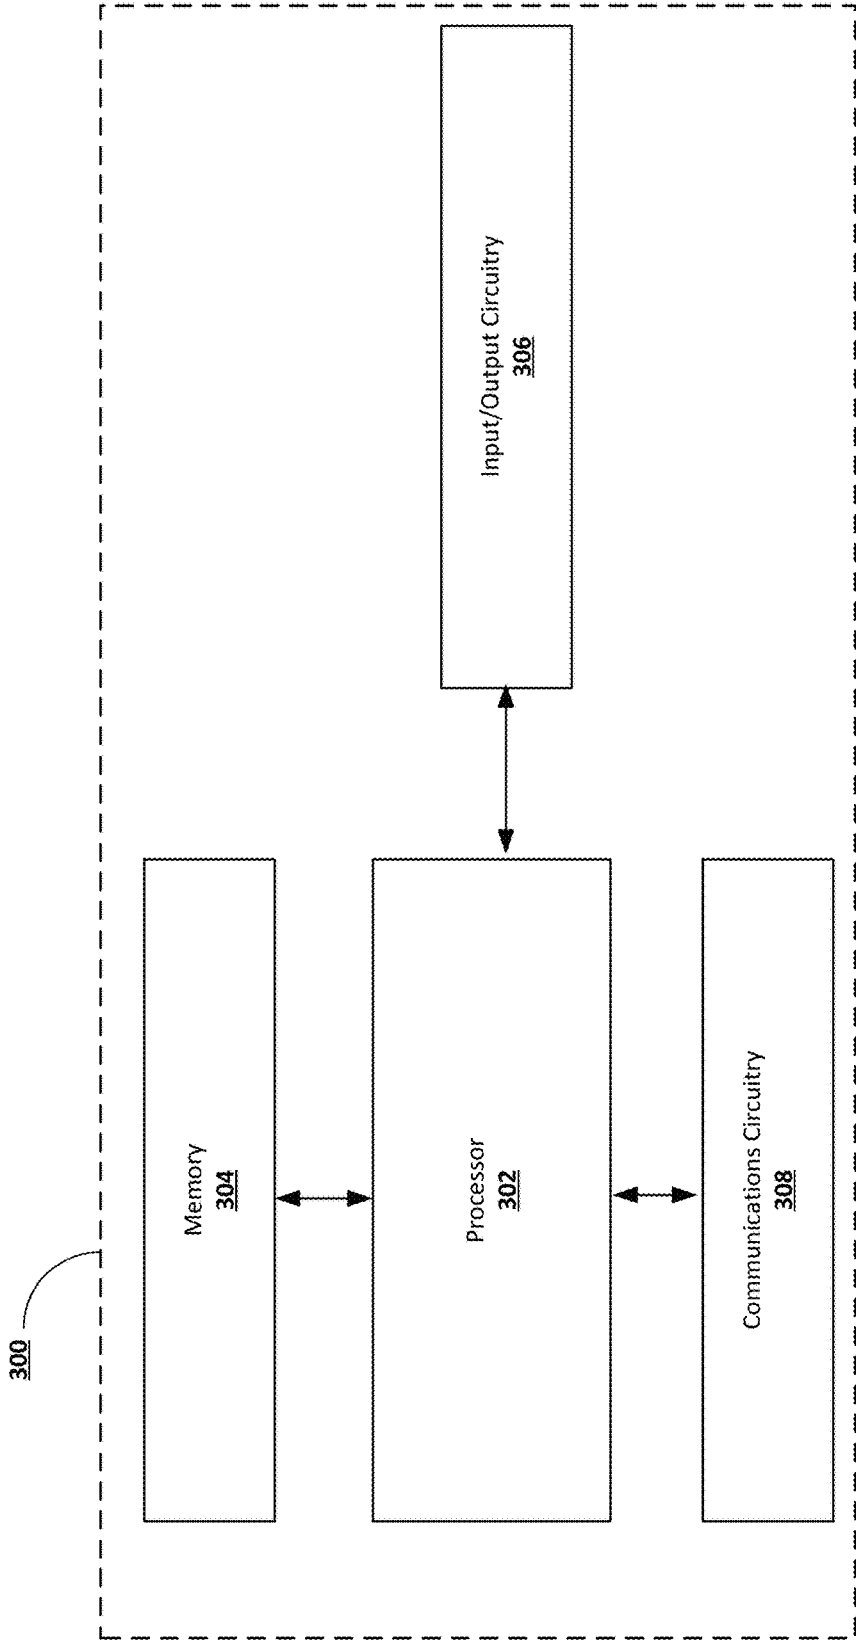 300
Memory
304
Processor
302
Input/Output Circuitry
306
Communications Circuitry
308